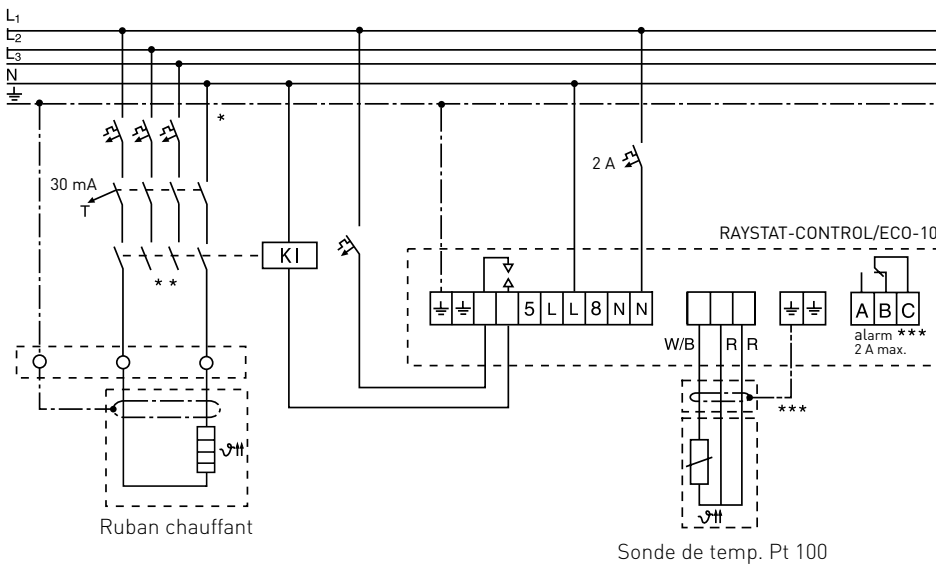 L1
L2
L3
N
*
30 mA
T
2 A
RAYSTAT-CONTROL/ECO-10
KI
* *
5 L L 8 N N
A B C
W/B R R
alarm ***
2 A max.
***
ϑ
ϑ
Ruban chauffant
Sonde de temp. Pt 100